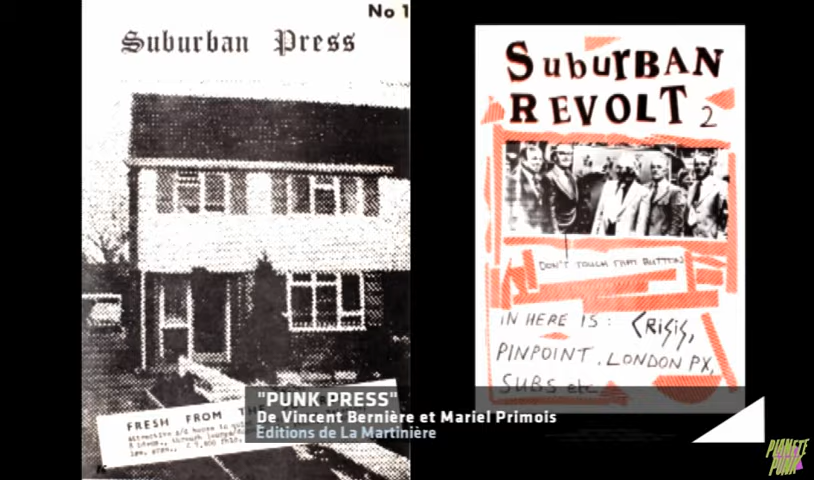 No 1
Suburban Press
FRESH FROM
SuburBAN
REVOLT 2
DON'T TOUCH THAT BUTTON
IN HERE IS: CRISIS,
PINPOINT. LONDON PX,
SUBS etc
"PUNK PRESS"
De Vincent Bernière et Mariel Primois
Éditions de La Martinière
PLANETE
PUNK